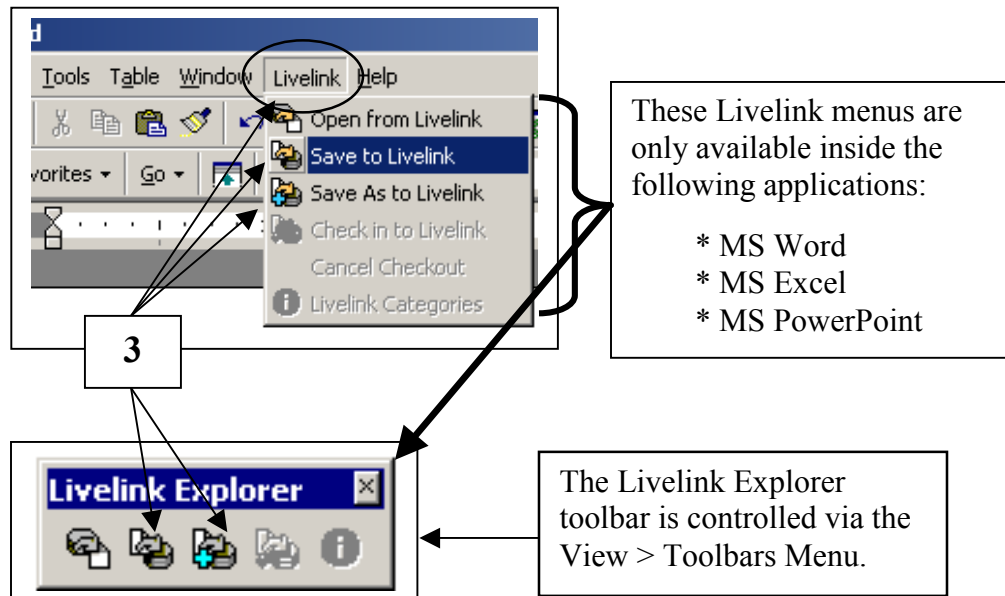 d
Tools Table Window Livelink Help
Open from Livelink
vorites Go
Save to Livelink
Save As to Livelink
Check in to Livelink
Cancel Checkout
Livelink Categories
These Livelink menus are
only available inside the
following applications:
* MS Word
* MS Excel
* MS PowerPoint
3
Livelink Explorer
The Livelink Explorer
toolbar is controlled via the
View > Toolbars Menu.